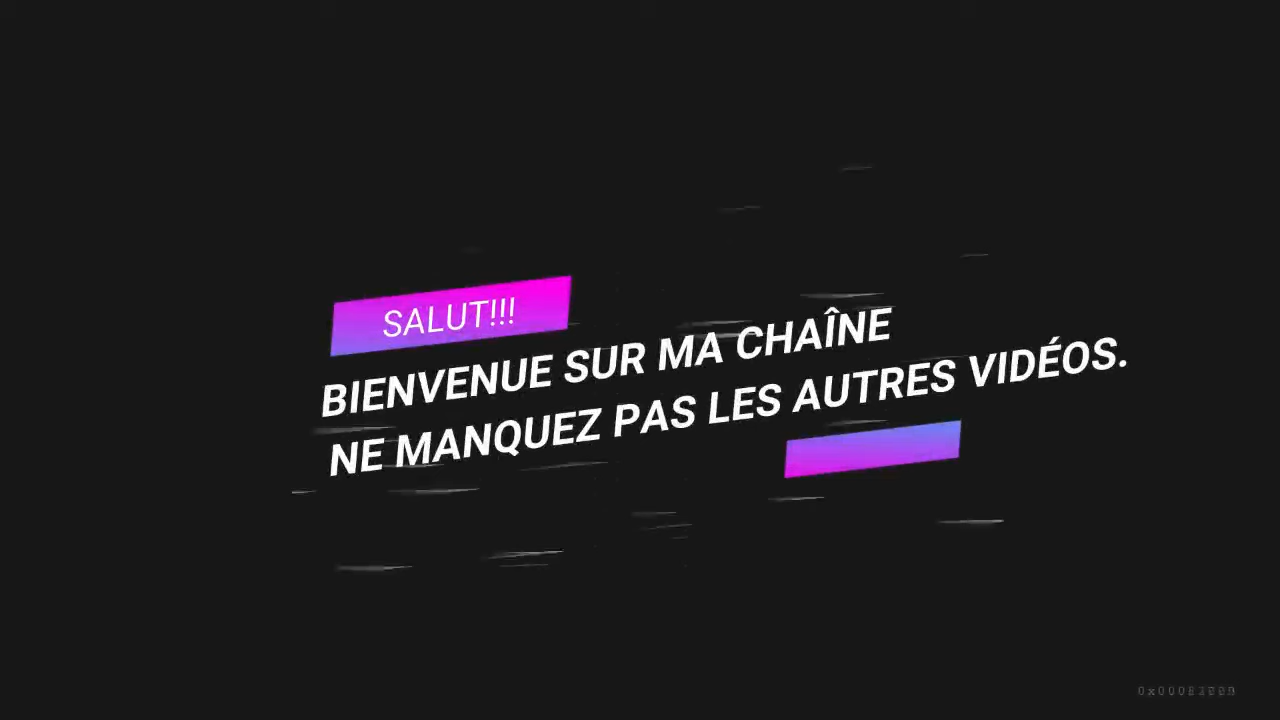 SALUT!!!
BIENVENUE SUR MA CHAÎNE
NE MANQUEZ PAS LES AUTRES VIDÉOS.